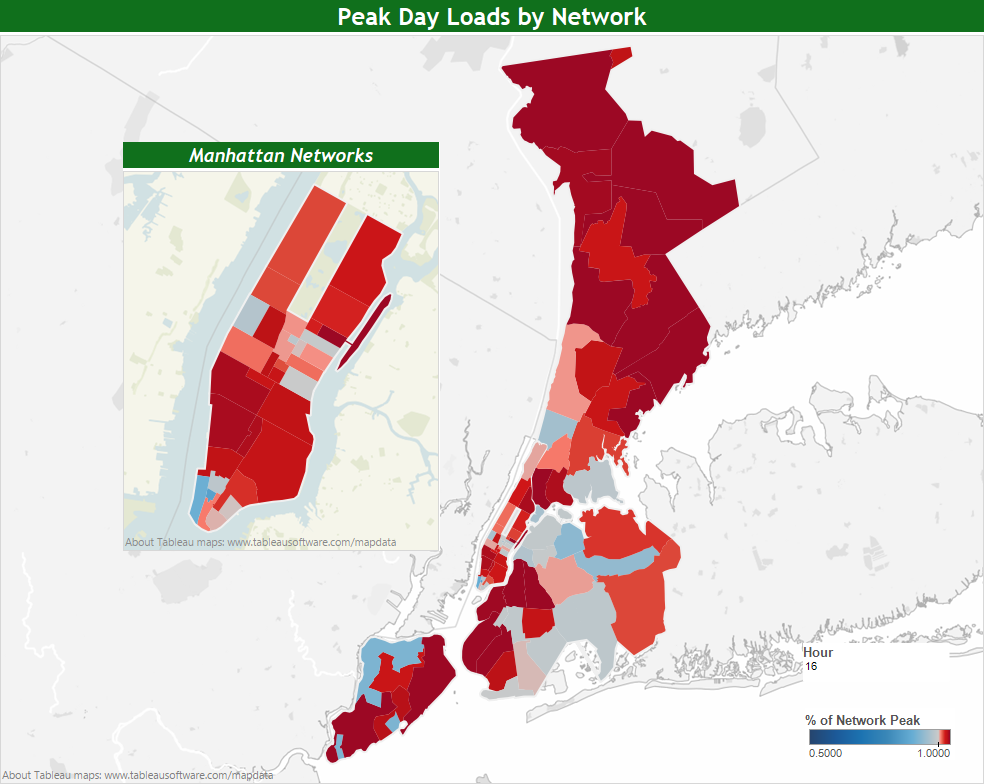 Peak Day Loads by Network
Manhattan Networks
About Tableau maps: www.tableausoftware.com/mapdata
Hour
16
% of Network Peak
0.5000 1.0000
About Tableau maps: www.tableausoftware.com/mapdata